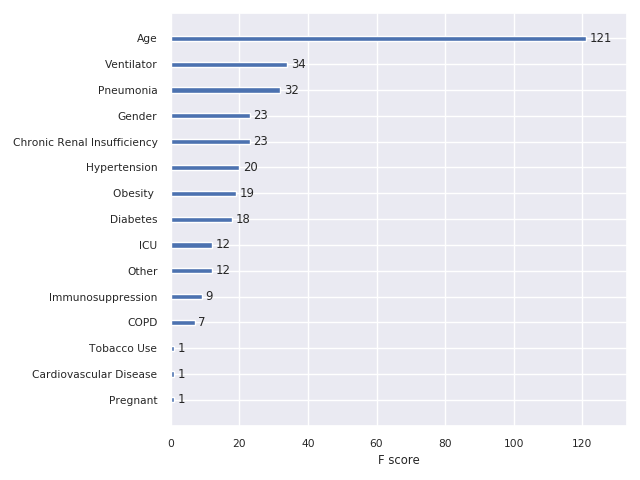 Age 121
Ventilator 34
Pneumonia 32
Gender 23
Chronic Renal Insufficiency 23
Hypertension 20
Obesity 19
Diabetes 18
ICU 12
Other 12
Immunosuppression 9
COPD 7
Tobacco Use 1
Cardiovascular Disease 1
Pregnant 1
0 20 40 60 80 100 120
F score